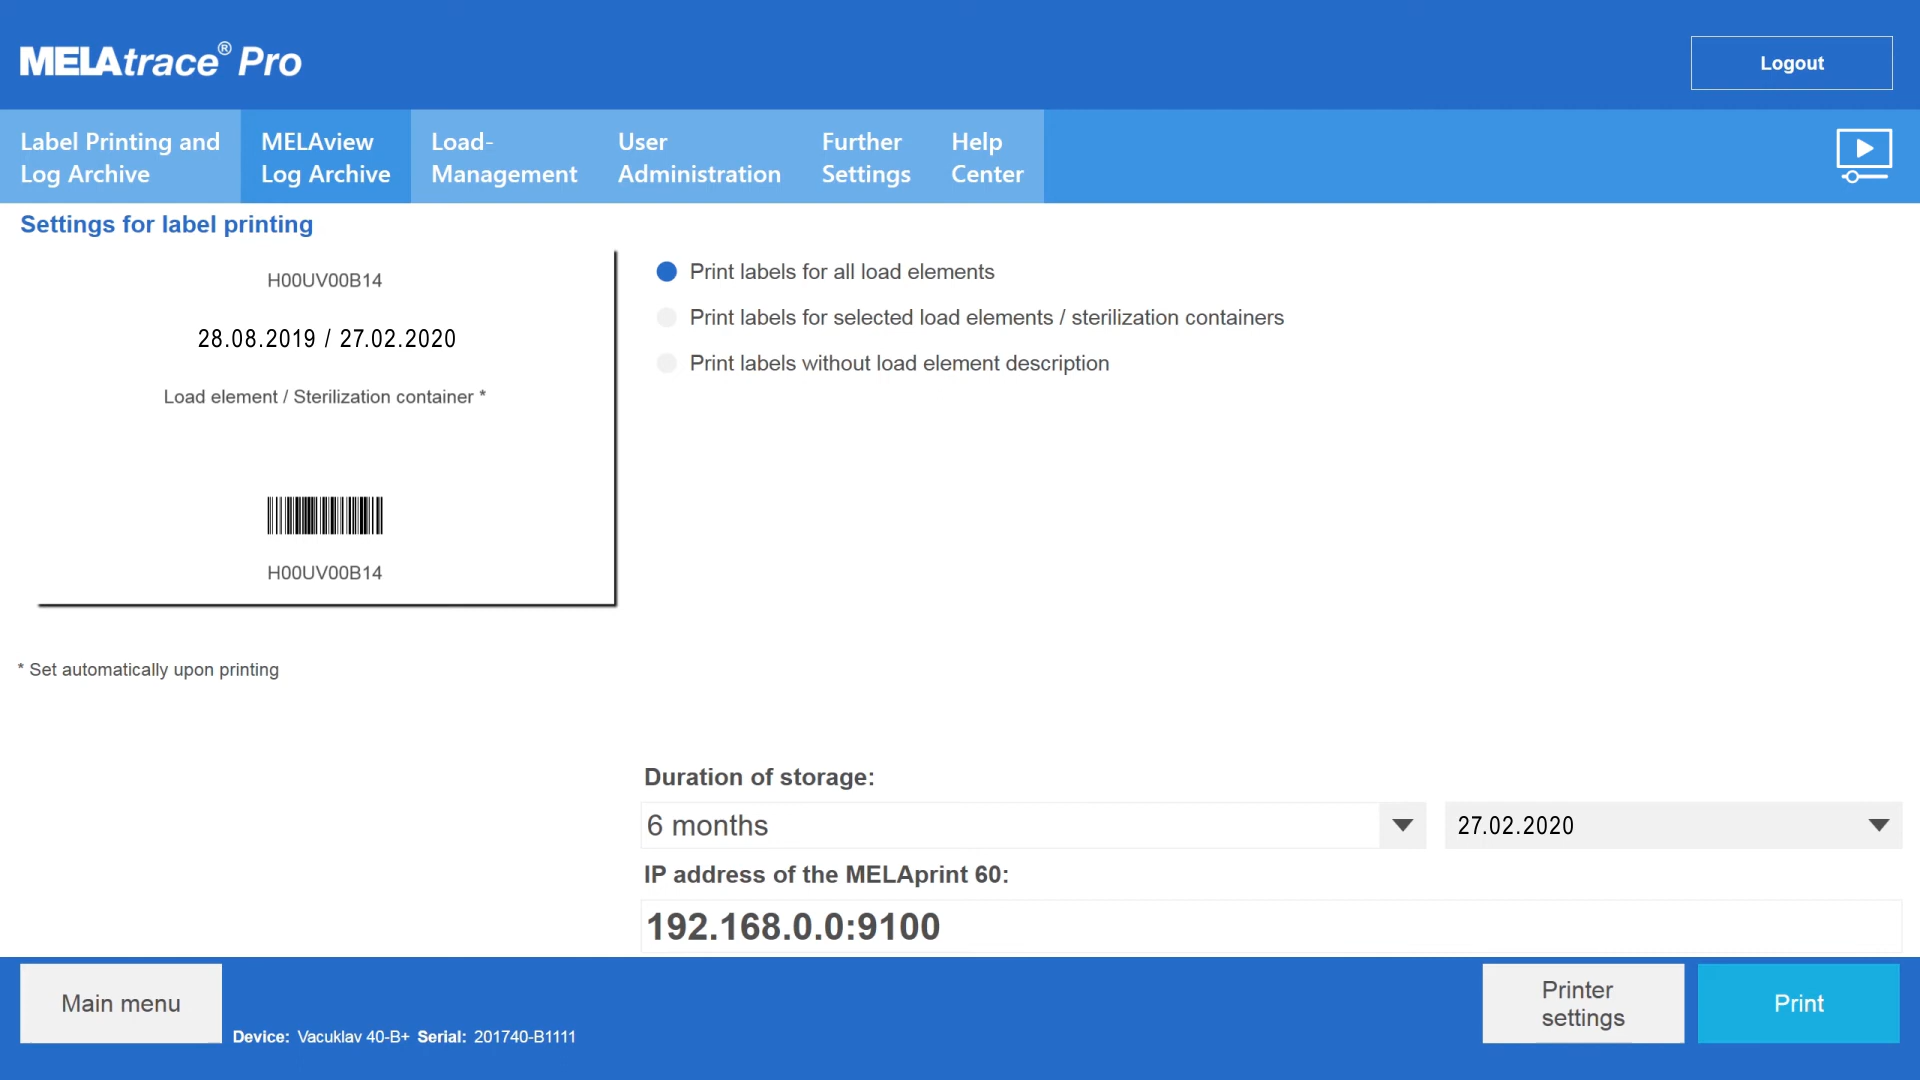 MELAtrace® Pro
Logout
Label Printing and
Log Archive
MELAview
Log Archive
Load-
Management
User
Administration
Further
Settings
Help
Center
Settings for label printing
H00UV00B14
28.08.2019 / 27.02.2020
Load element / Sterilization container *
H00UV00B14
* Set automatically upon printing
Print labels for all load elements
Print labels for selected load elements / sterilization containers
Print labels without load element description
Duration of storage:
6 months
27.02.2020
IP address of the MELAprint 60:
192.168.0.0:9100
Main menu
Device: Vacuklav 40-B+ Serial: 201740-B1111
Printer
settings
Print